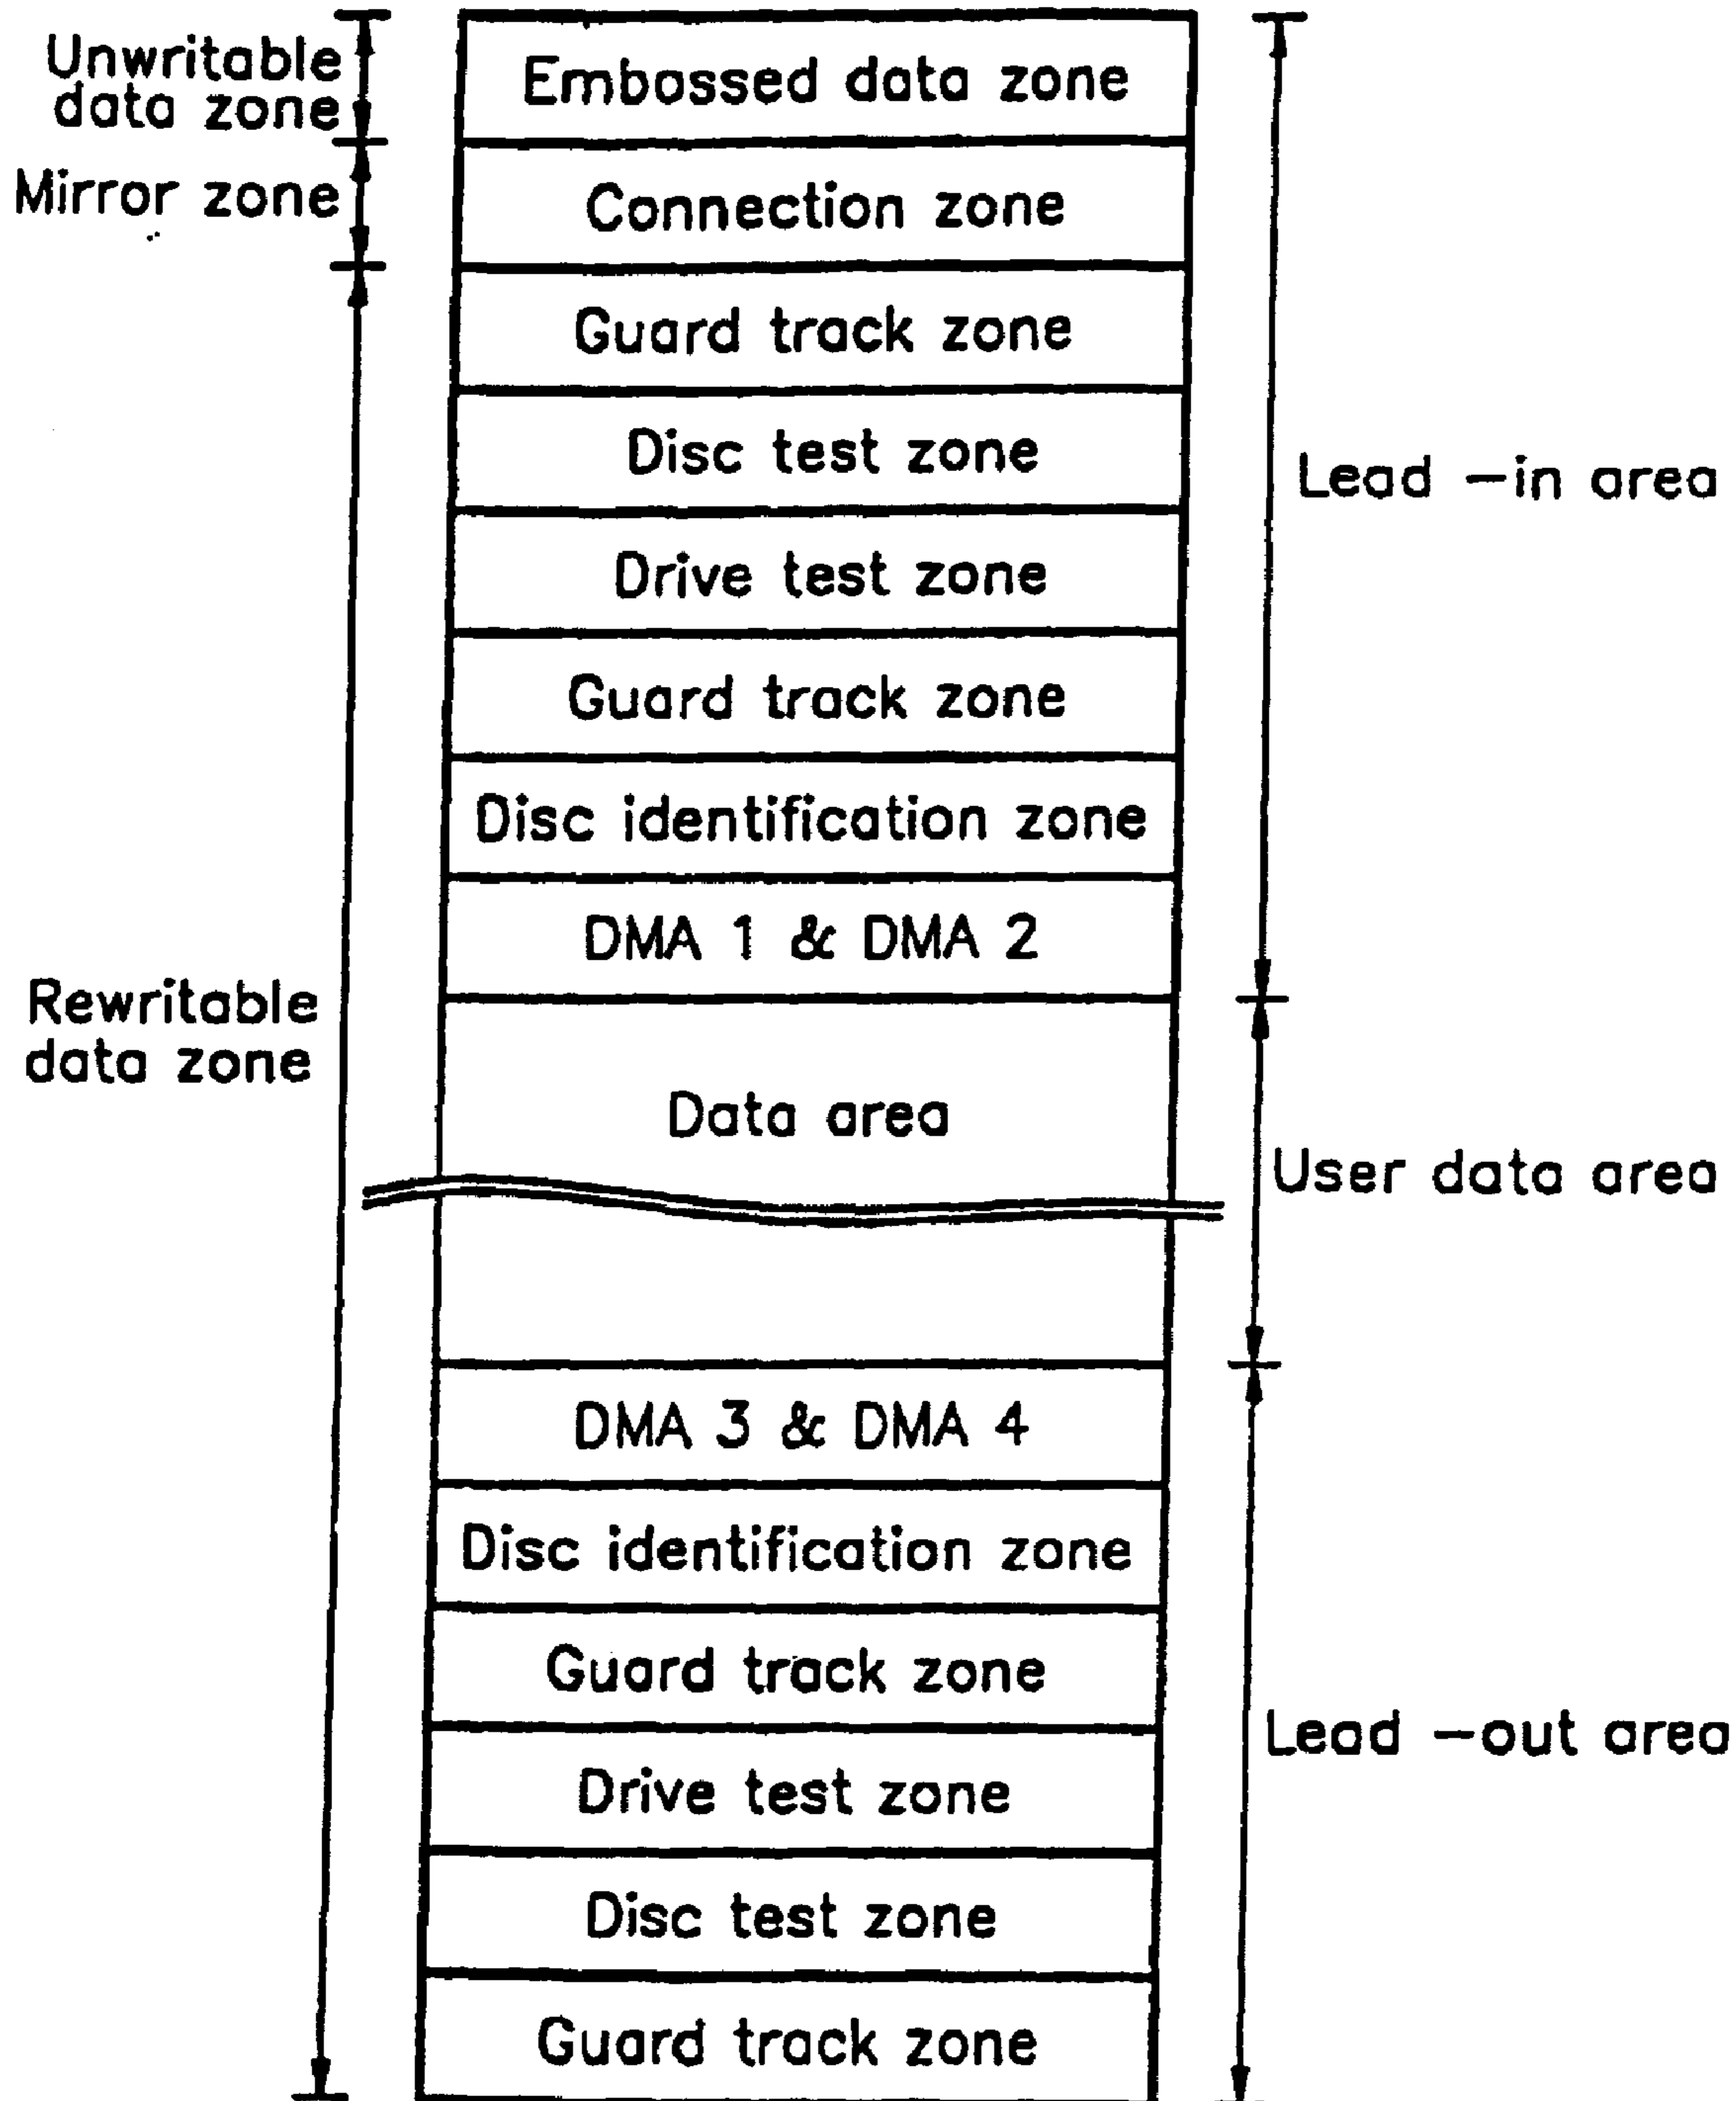 Unwritable
data zone
Mirror zone
Embossed data zone
Connection zone
Guard track zone
Disc test zone
Drive test zone
Guard track zone
Disc identification zone
DMA 1 & DMA 2
Lead -in area
Rewritable
data zone
Data area
User data area
DMA 3 & DMA 4
Disc identification zone
Guard track zone
Drive test zone
Disc test zone
Guard track zone
Lead -out area